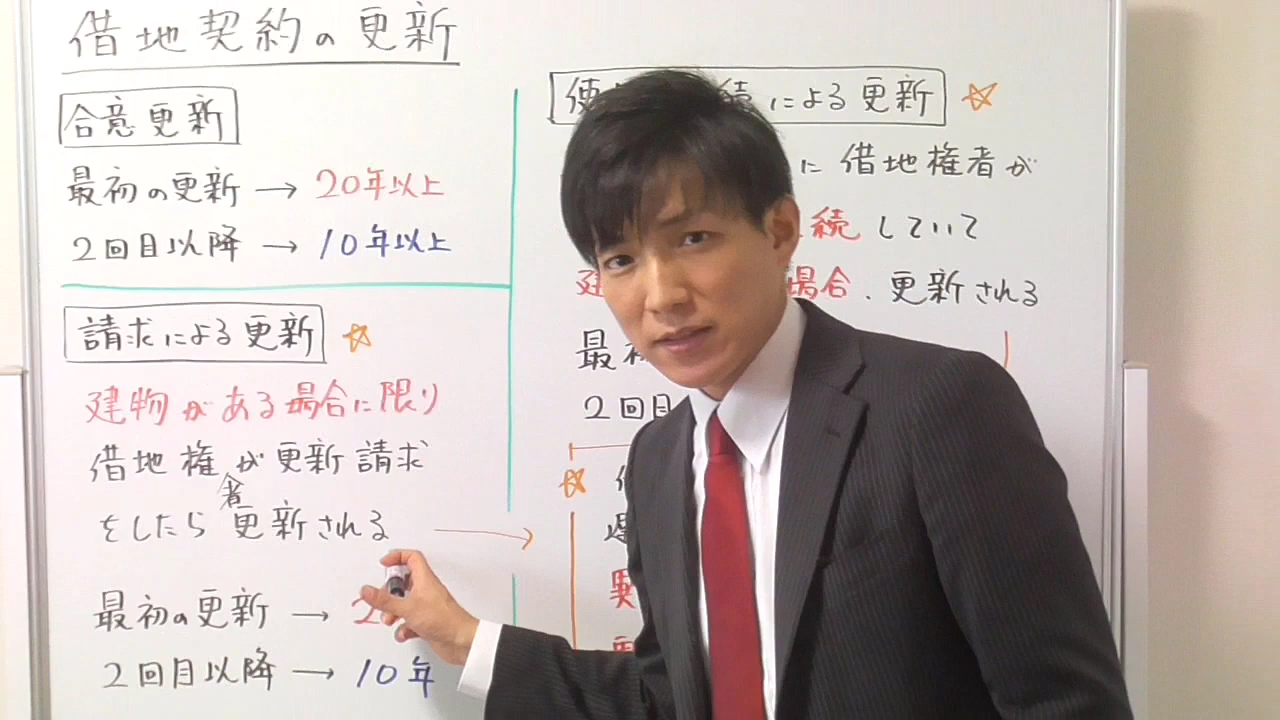 借地契約の更新
合意更新
最初の更新 → 20年以上
2回目以降 → 10年以上
請求による更新 ☆
建物がある場合に限り
借地権者が更新請求
をしたら更新される →
最初の更新 → 2
2回目以降 → 10年
使 続による更新 ☆
に借地権者が
続していて
建 場合、更新される
最
2回目
☆